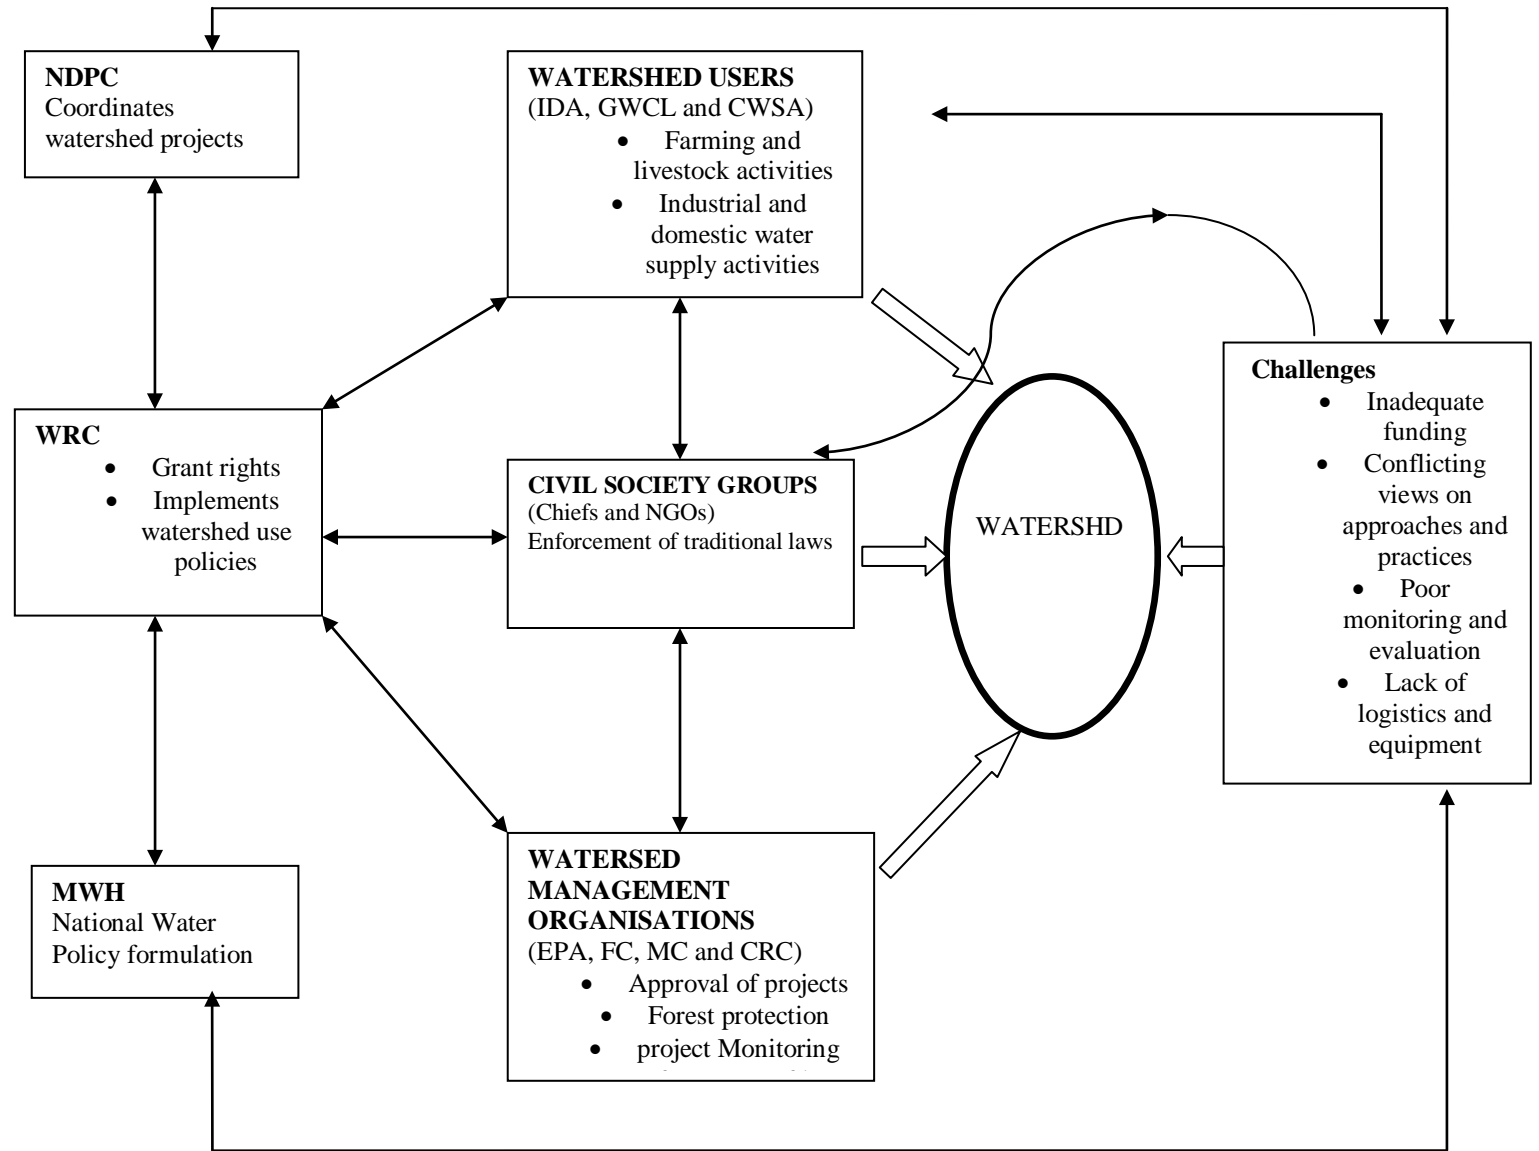 NDPC
Coordinates
watershed projects
WATERSHED USERS
(IDA, GWCL and CWSA)
• Farming and
livestock activities
• Industrial and
domestic water
supply activities
WRC
• Grant rights
• Implements
watershed use
policies
CIVIL SOCIETY GROUPS
(Chiefs and NGOs)
Enforcement of traditional laws
WATERSHD
Challenges
• Inadequate
funding
• Conflicting
views on
approaches and
practices
• Poor
monitoring and
evaluation
• Lack of
logistics and
equipment
MWH
National Water
Policy formulation
WATERSED
MANAGEMENT
ORGANISATIONS
(EPA, FC, MC and CRC)
• Approval of projects
• Forest protection
• project Monitoring